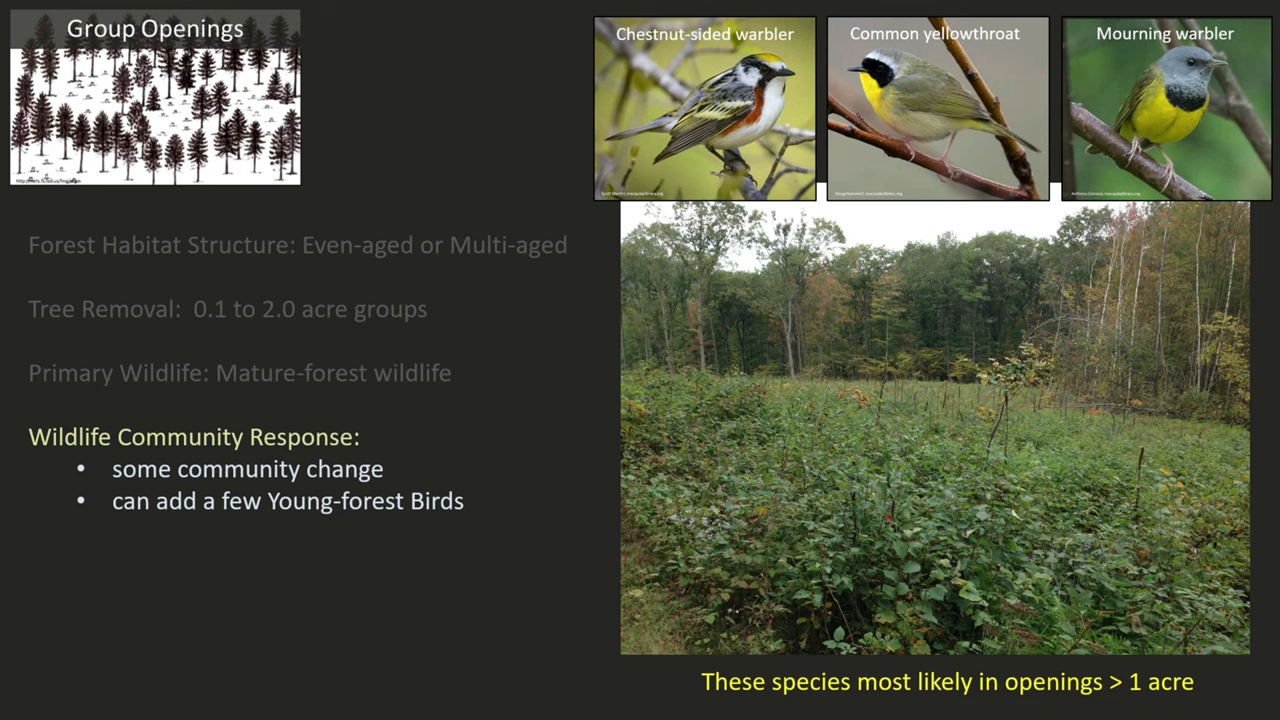 Group Openings
Chestnut-sided warbler
Common yellowthroat
Mourning warbler
Forest Habitat Structure: Even-aged or Multi-aged
Tree Removal:  0.1 to 2.0 acre groups
Primary Wildlife: Mature-forest wildlife
Wildlife Community Response:
• some community change
• can add a few Young-forest Birds
These species most likely in openings > 1 acre